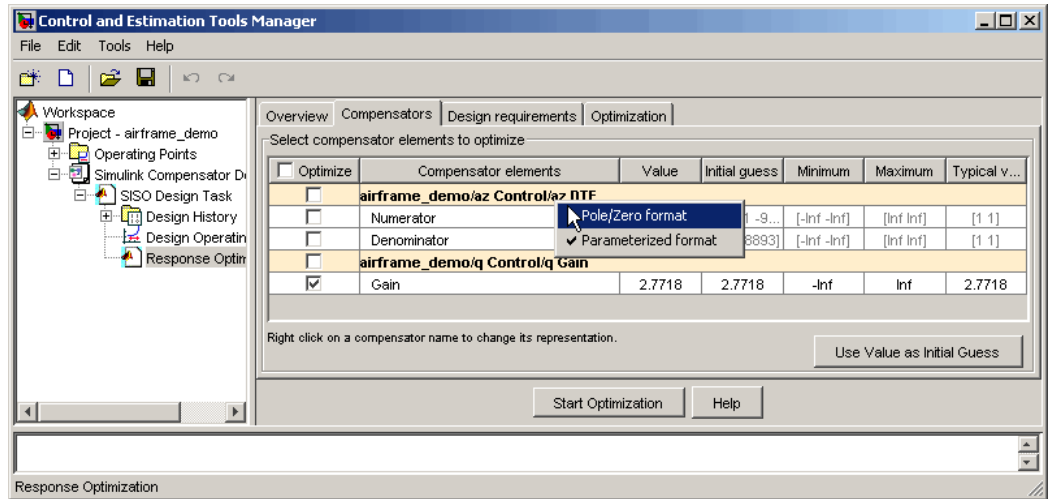 Control and Estimation Tools Manager
File Edit Tools Help
Workspace
Project - airframe_demo
Operating Points
Simulink Compensator De
SISO Design Task
Design History
Design Operatin
Response Optim
Overview Compensators Design requirements Optimization
Select compensator elements to optimize
Optimize Compensator elements Value Initial guess Minimum Maximum Typical v...
airframe_demo/az Control/az DTF
Numerator 1 -9... [-Inf -Inf] [Inf Inf] [1 1]
Pole/Zero format
Denominator 8893] [-Inf -Inf] [Inf Inf] [1 1]
Parameterized format
airframe_demo/q Control/q Gain
Gain 2.7718 2.7718 -Inf Inf 2.7718
Right click on a compensator name to change its representation.
Use Value as Initial Guess
Start Optimization Help
Response Optimization